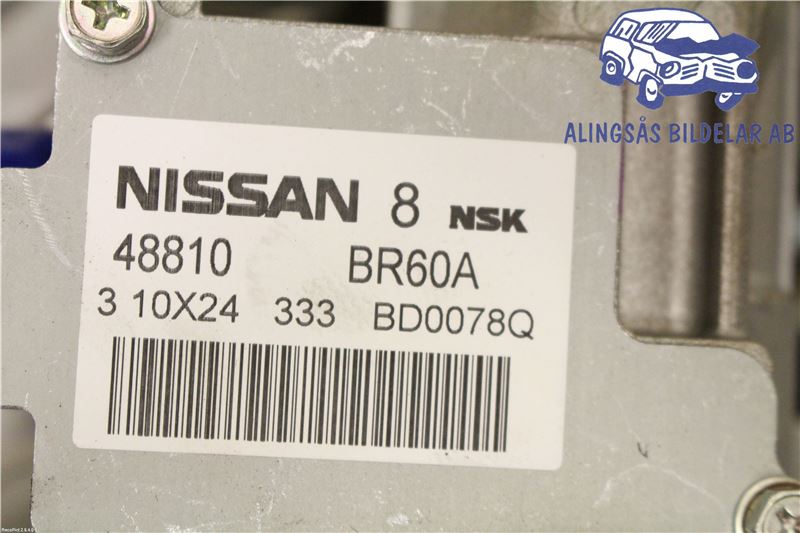 ALINGSÅS BILDELAR AB
NISSAN 8 NSK
48810 BR60A
3 10X24 333 BD0078Q